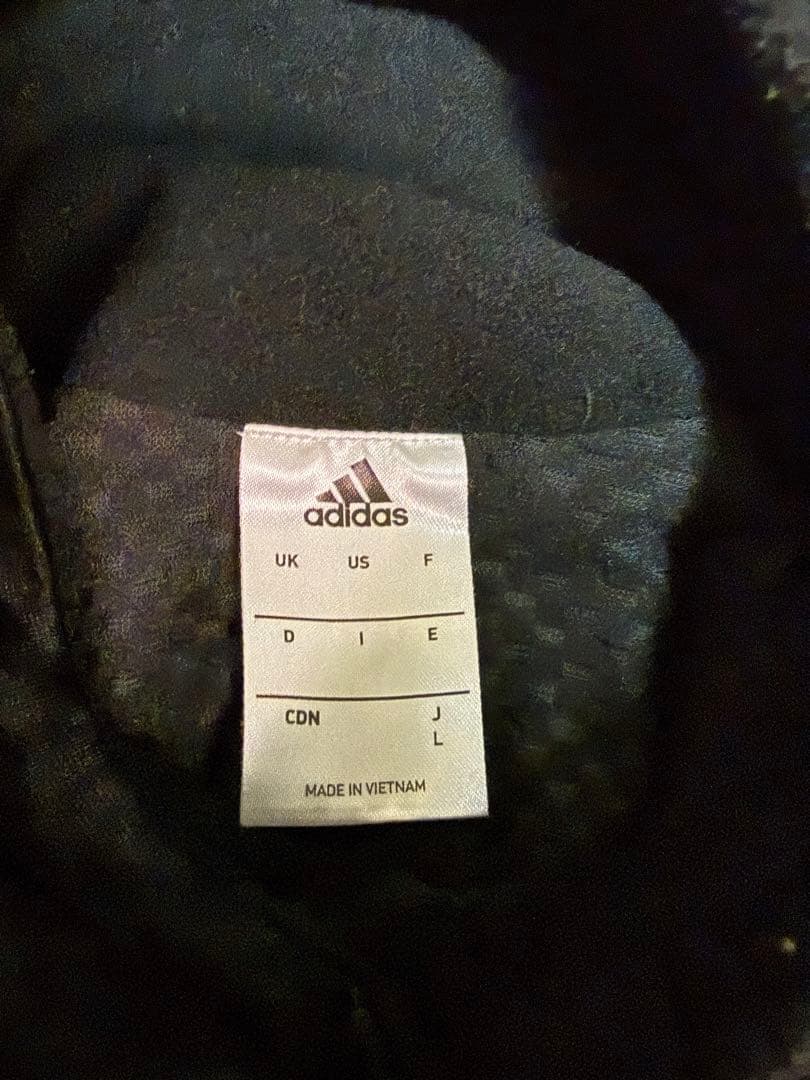 adidas
UK US F
D I E
CDN J
L
MADE IN VIETNAM